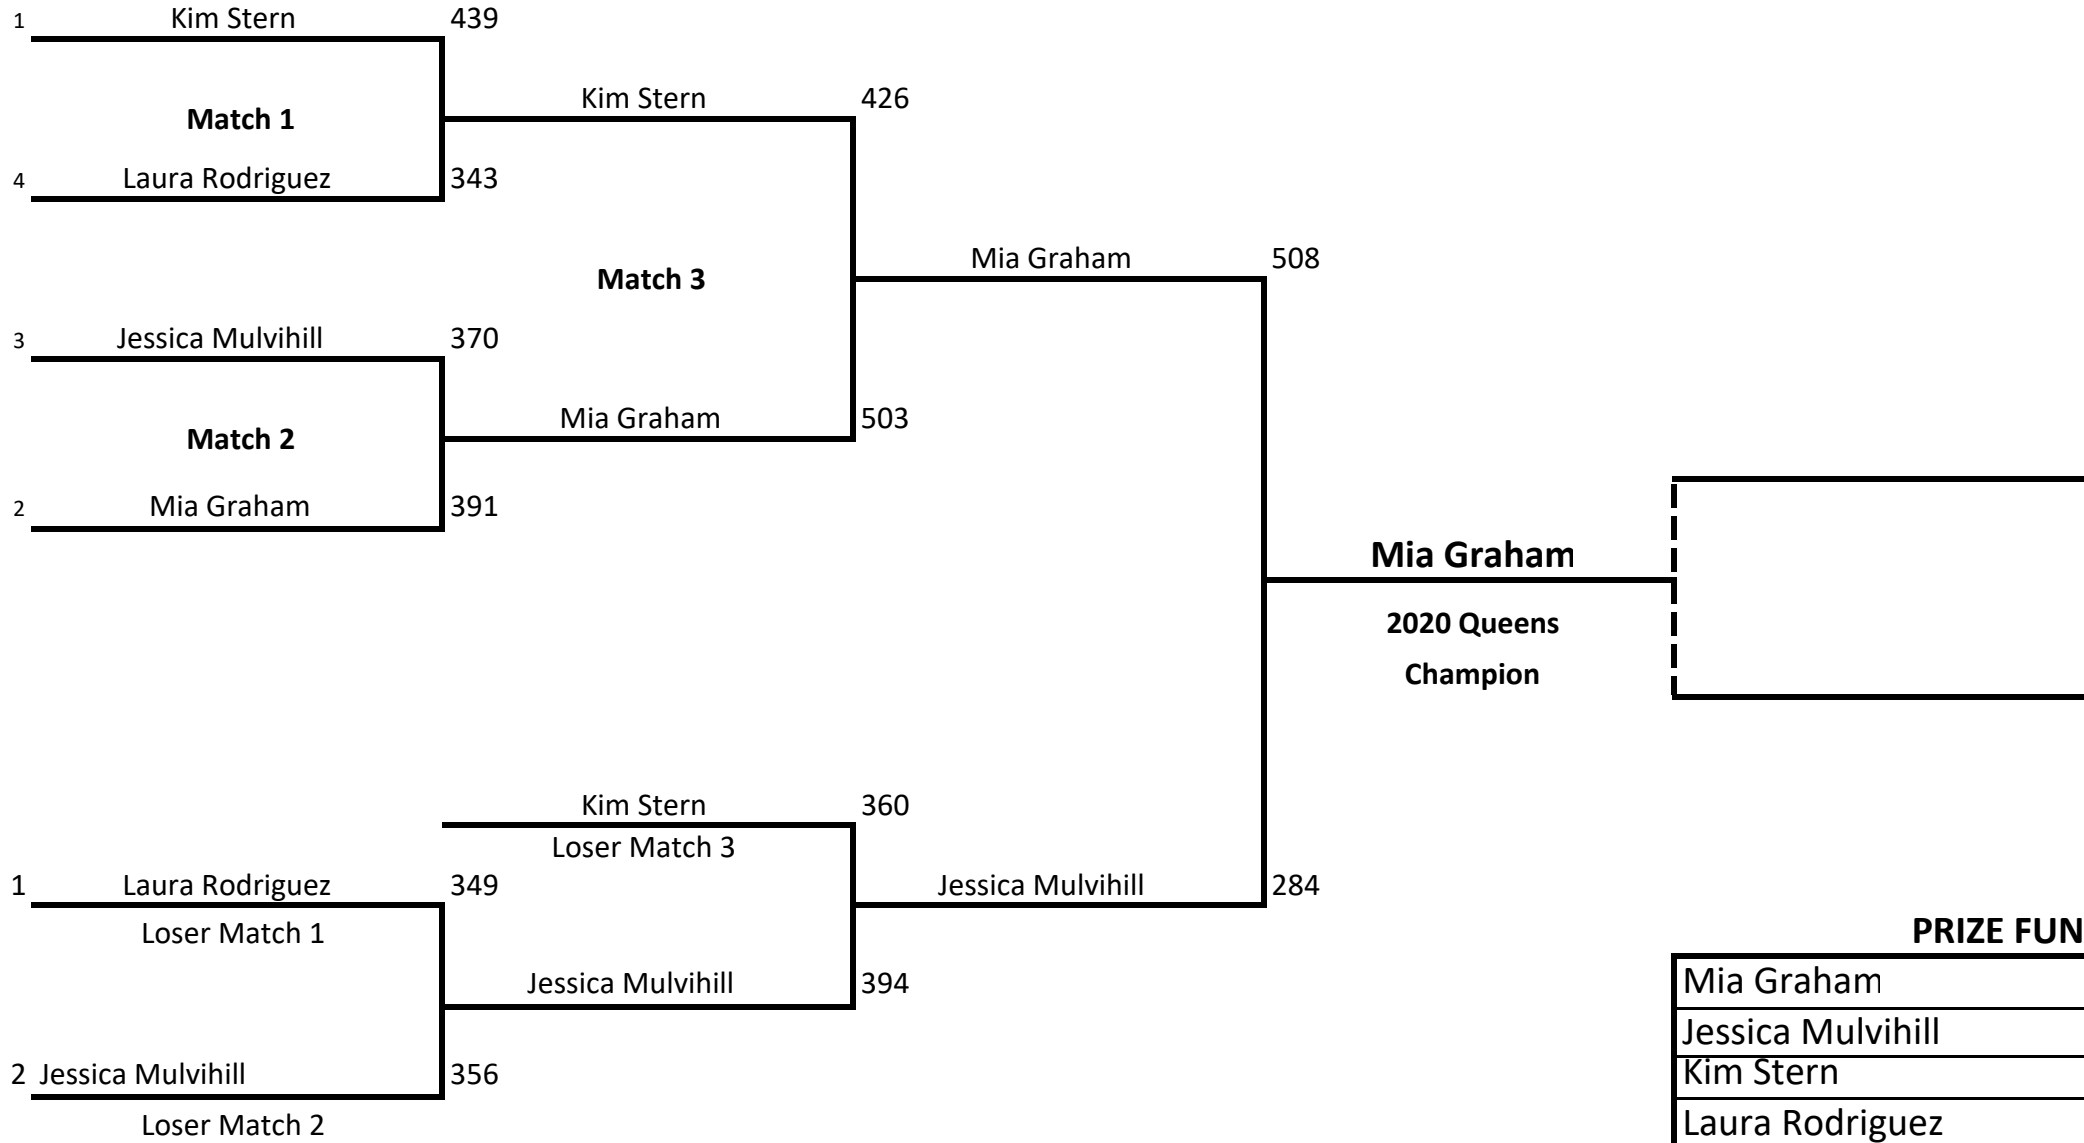 1 Kim Stern 439
Kim Stern 426
Match 1
4 Laura Rodriguez 343
Mia Graham 508
Match 3
3 Jessica Mulvihill 370
Mia Graham 503
Match 2
2 Mia Graham 391
Mia Graham
2020 Queens
Champion
Kim Stern 360
Loser Match 3
1 Laura Rodriguez 349
Jessica Mulvihill 284
Loser Match 1
PRIZE FUN
Mia Graham
Jessica Mulvihill 394
Jessica Mulvihill
Kim Stern
2 Jessica Mulvihill 356
Loser Match 2
Laura Rodriguez